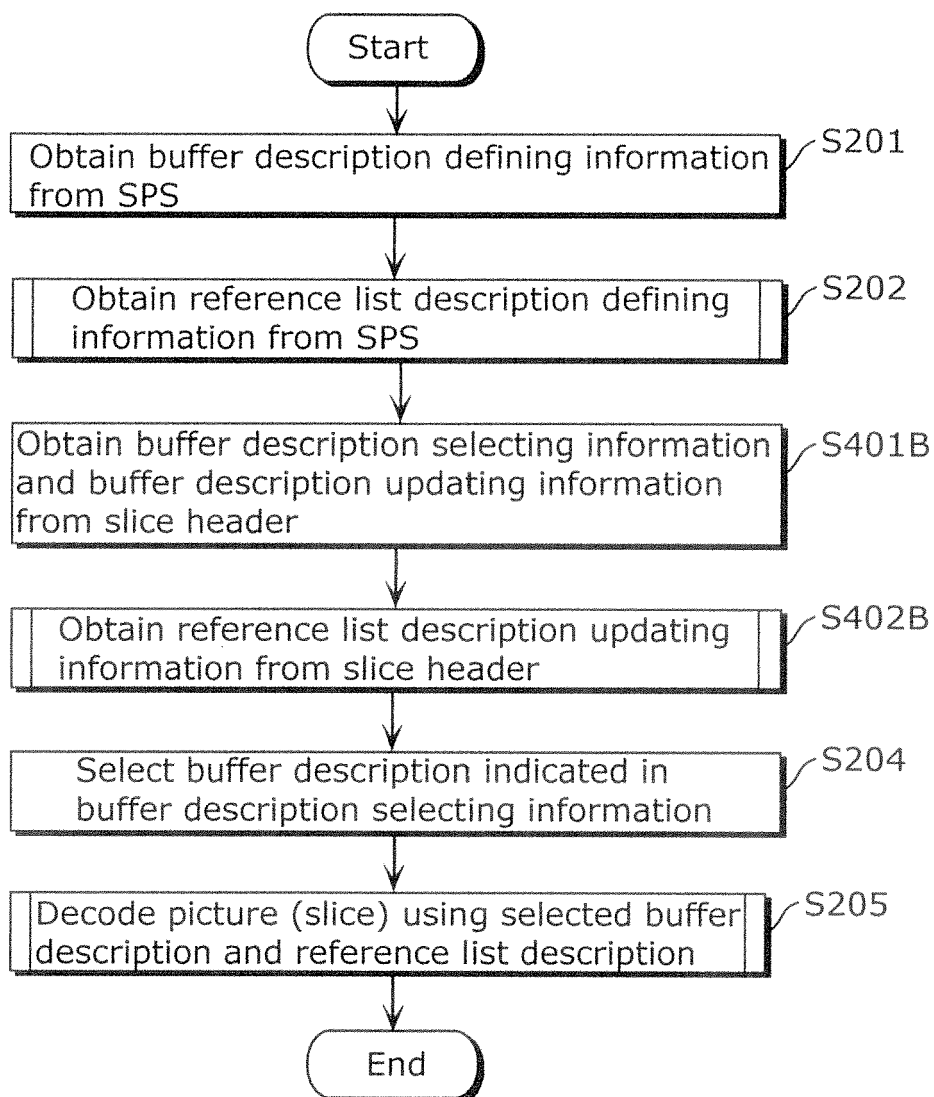 Start
Obtain buffer description defining information
from SPS
S201
Obtain reference list description defining
information from SPS
S202
Obtain buffer description selecting information
and buffer description updating information
from slice header
S401B
Obtain reference list description updating
information from slice header
S402B
Select buffer description indicated in
buffer description selecting information
S204
Decode picture (slice) using selected buffer
description and reference list description
S205
End